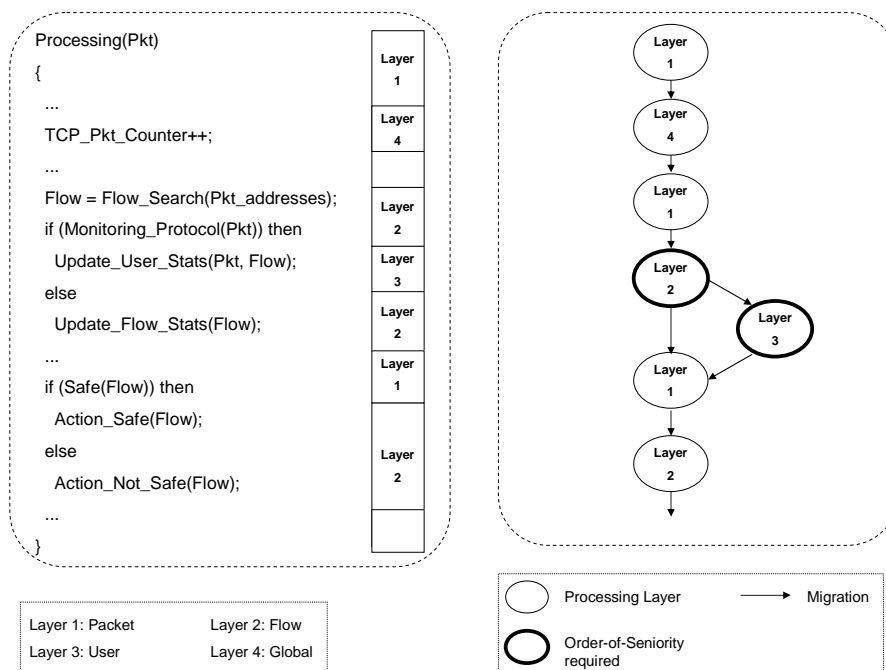 Processing(Pkt)
{
...
TCP_Pkt_Counter++;
...
Flow = Flow_Search(Pkt_addresses);
if (Monitoring_Protocol(Pkt)) then
Update_User_Stats(Pkt, Flow);
else
Update_Flow_Stats(Flow);
...
if (Safe(Flow)) then
Action_Safe(Flow);
else
Action_Not_Safe(Flow);
...
}
Layer
1
Layer
4
Layer
2
Layer
3
Layer
2
Layer
1
Layer
2
Layer
1
Layer
4
Layer
1
Layer
2
Layer
3
Layer
1
Layer
2
Layer 1: Packet
Layer 2: Flow
Layer 3: User
Layer 4: Global
Processing Layer
Migration
Order-of-Seniority
required